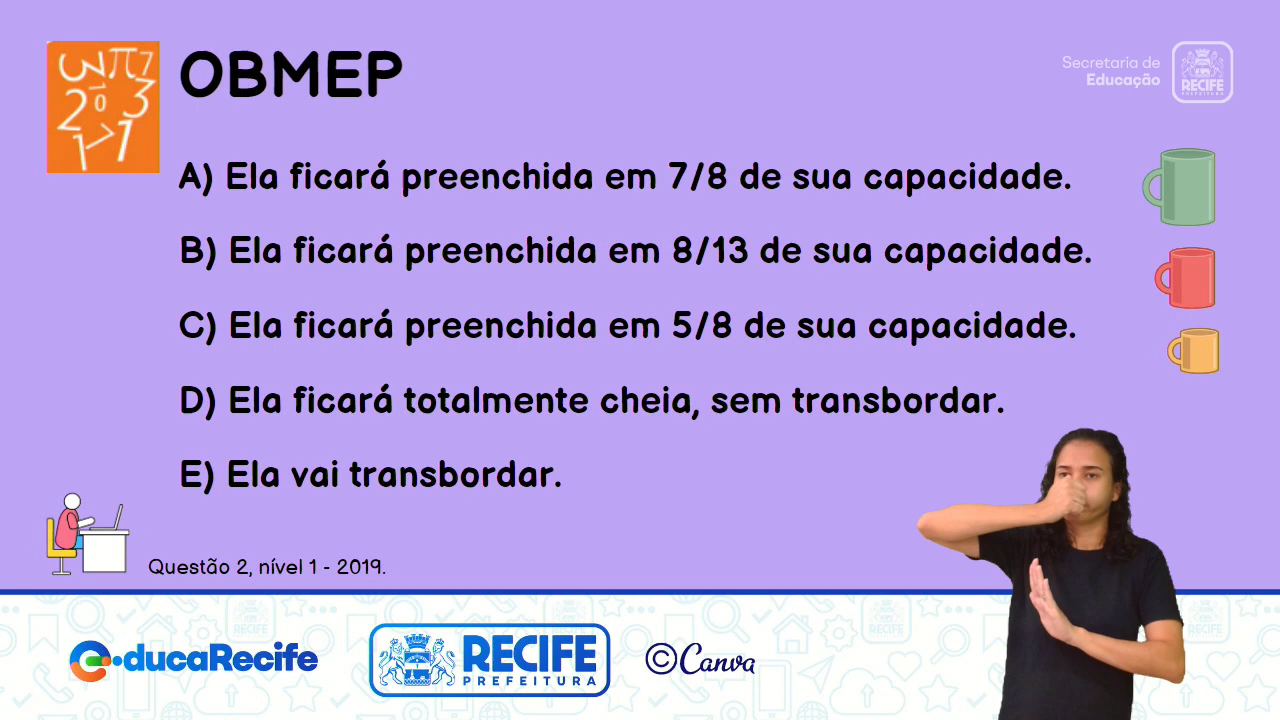 OBMEP
Secretaria de
Educação
RECIFE
PREFEITURA
A) Ela ficará preenchida em 7/8 de sua capacidade.
B) Ela ficará preenchida em 8/13 de sua capacidade.
C) Ela ficará preenchida em 5/8 de sua capacidade.
D) Ela ficará totalmente cheia, sem transbordar.
E) Ela vai transbordar.
Questão 2, nível 1 - 2019.
ducaRecife
RECIFE
PREFEITURA
©Canva